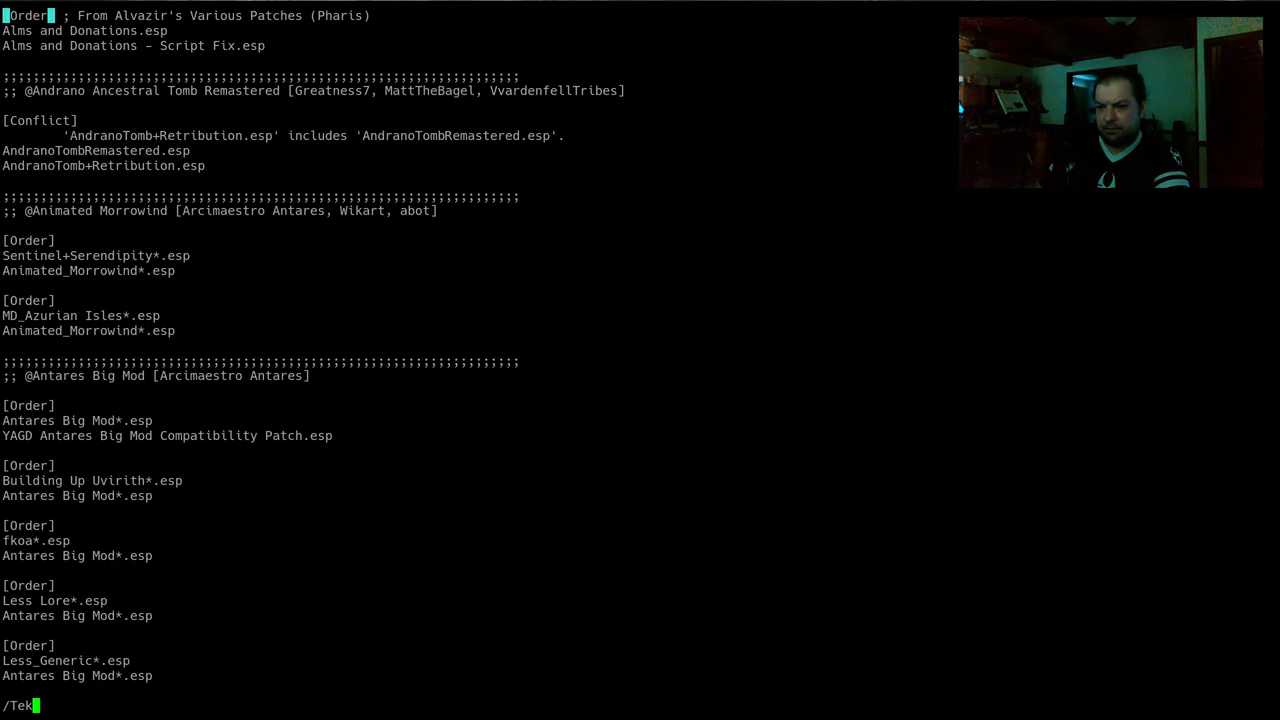 [Order] ; From Alvazir's Various Patches (Pharis)
Alms and Donations.esp
Alms and Donations - Script Fix.esp
;;;;;;;;;;;;;;;;;;;;;;;;;;;;;;;;;;;;;;;;;;;;;;;;;;;;;;;;;;;;;;;;;;;;;
;; @Andrano Ancestral Tomb Remastered [Greatness7, MattTheBagel, VvardenfellTribes]
[Conflict]
'AndranoTomb+Retribution.esp' includes 'AndranoTombRemastered.esp'.
AndranoTombRemastered.esp
AndranoTomb+Retribution.esp
;;;;;;;;;;;;;;;;;;;;;;;;;;;;;;;;;;;;;;;;;;;;;;;;;;;;;;;;;;;;;;;;;;;;;
;; @Animated Morrowind [Arcimaestro Antares, Wikart, abot]
[Order]
Sentinel+Serendipity*.esp
Animated_Morrowind*.esp
[Order]
MD_Azurian Isles*.esp
Animated_Morrowind*.esp
;;;;;;;;;;;;;;;;;;;;;;;;;;;;;;;;;;;;;;;;;;;;;;;;;;;;;;;;;;;;;;;;;;;;;
;; @Antares Big Mod [Arcimaestro Antares]
[Order]
Antares Big Mod*.esp
YAGD Antares Big Mod Compatibility Patch.esp
[Order]
Building Up Uvirith*.esp
Antares Big Mod*.esp
[Order]
fkoa*.esp
Antares Big Mod*.esp
[Order]
Less Lore*.esp
Antares Big Mod*.esp
[Order]
Less_Generic*.esp
Antares Big Mod*.esp
/Tek